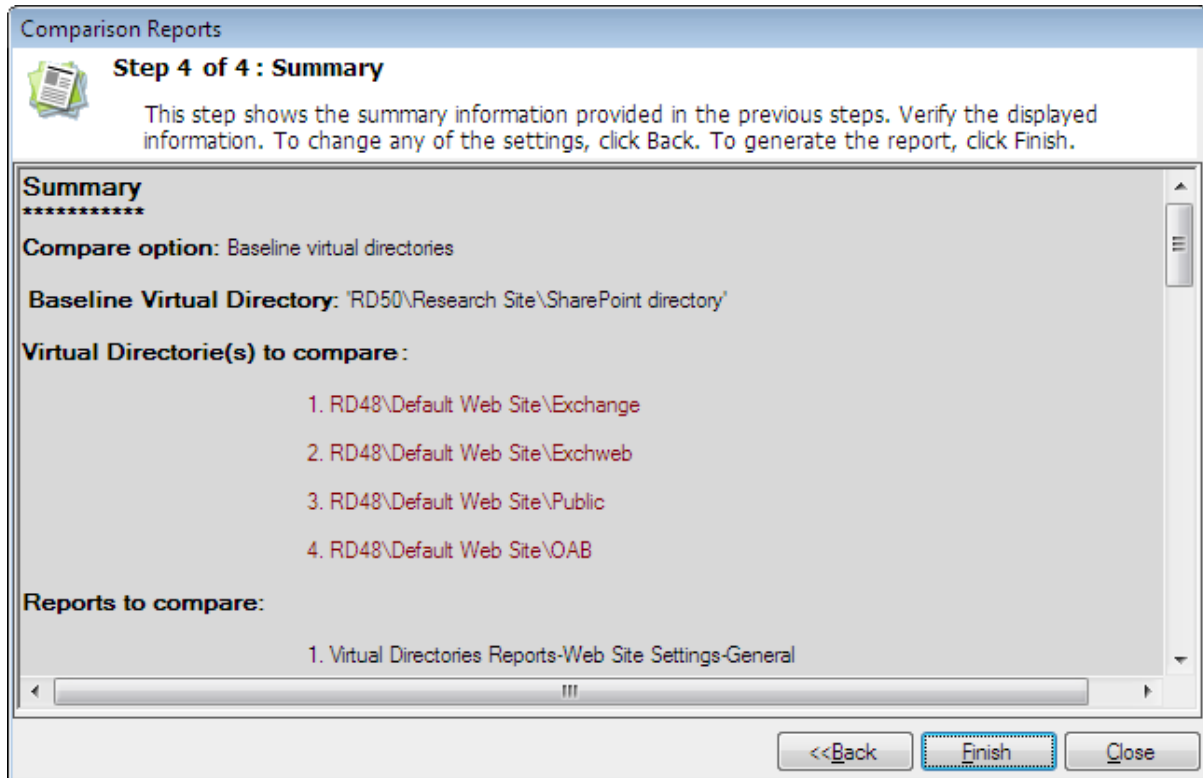 Comparison Reports
Step 4 of 4 : Summary
This step shows the summary information provided in the previous steps. Verify the displayed
information. To change any of the settings, click Back. To generate the report, click Finish.
Summary
***********
Compare option: Baseline virtual directories
Baseline Virtual Directory: 'RD50\Research Site\SharePoint directory'
Virtual Directorie(s) to compare :
1. RD48\Default Web Site\Exchange
2. RD48\Default Web Site\Exchweb
3. RD48\Default Web Site\Public
4. RD48\Default Web Site\OAB
Reports to compare:
1. Virtual Directories Reports-Web Site Settings-General
<<Back Finish Close